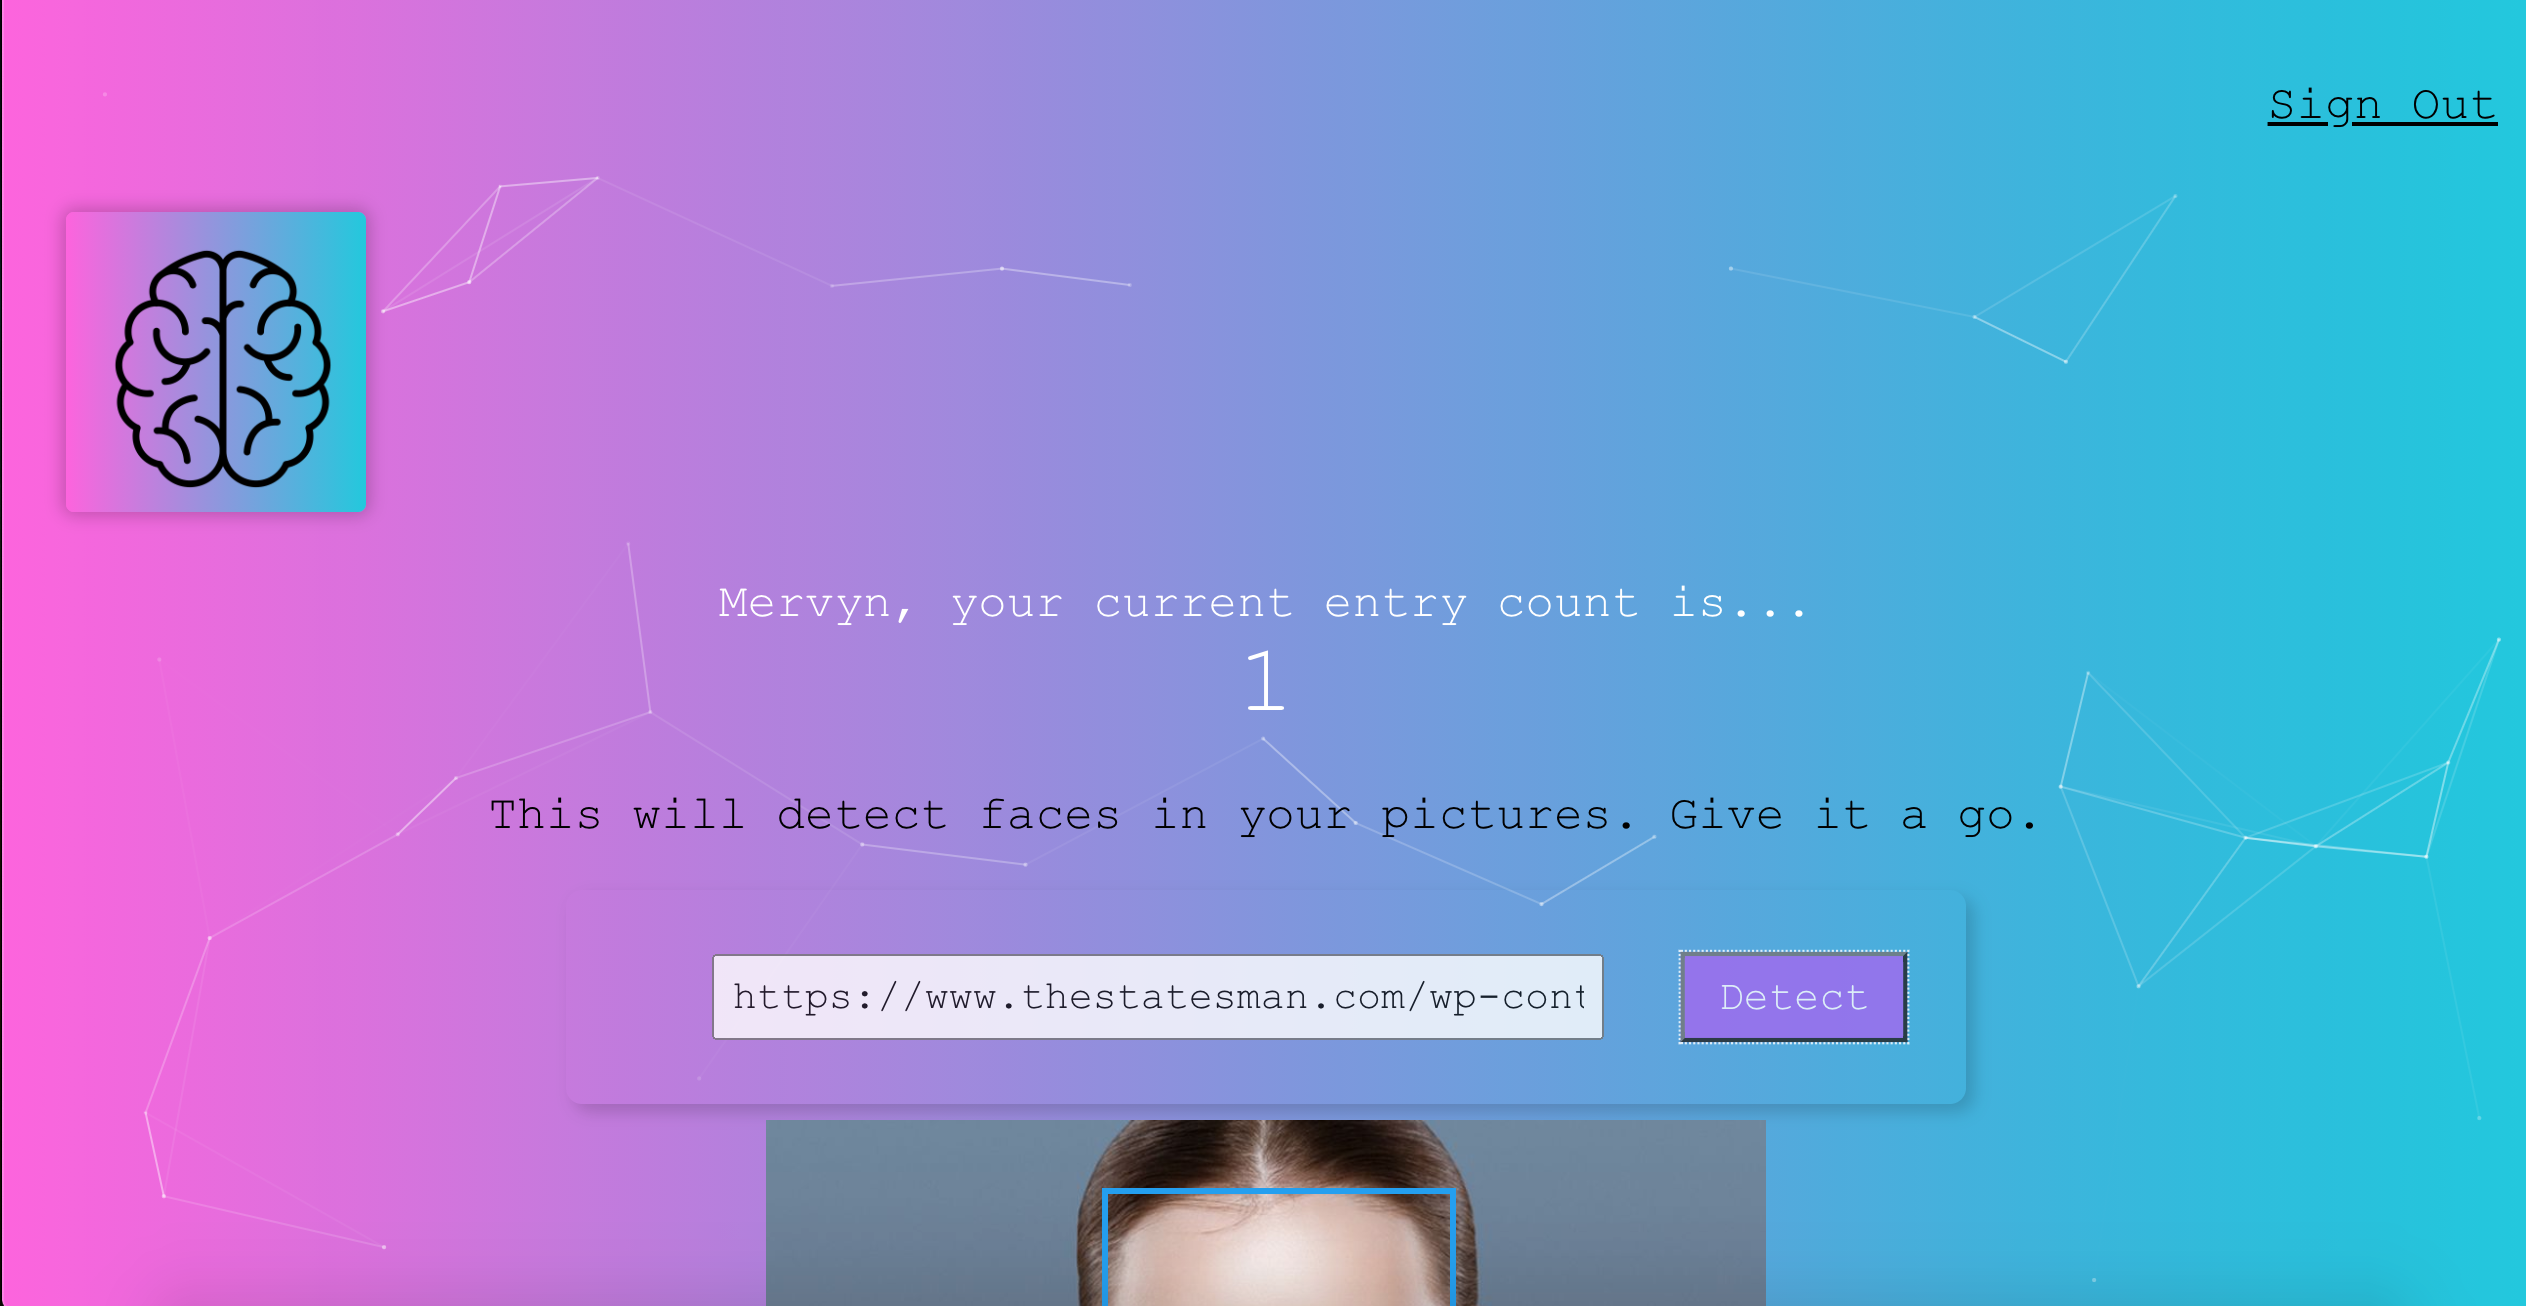 Sign Out
Mervyn, your current entry count is...
1
This will detect faces in your pictures. Give it a go.
https://www.thestatesman.com/wp-cont
Detect